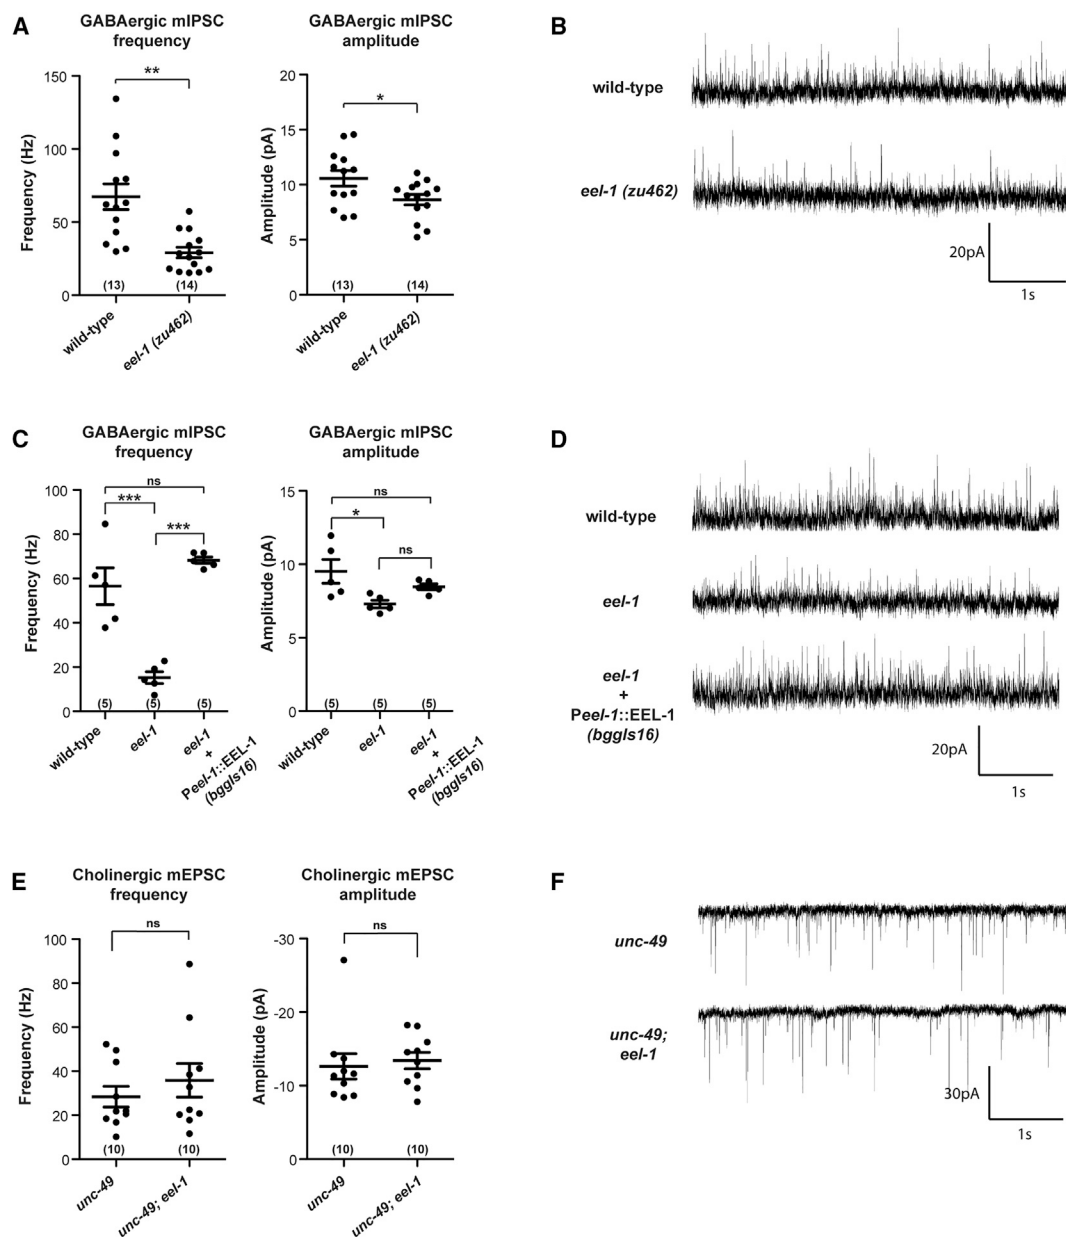 A
GABAergic mIPSC
frequency
Frequency (Hz)
150
100
50
0
**
(13)
(14)
wild-type
eel-1 (zu462)
GABAergic mIPSC
amplitude
Amplitude (pA)
20
15
10
5
0
*
(13)
(14)
wild-type
eel-1 (zu462)
B
wild-type
eel-1 (zu462)
20pA
1s
C
GABAergic mIPSC
frequency
Frequency (Hz)
100
80
60
40
20
0
ns
***
***
(5)
(5)
(5)
wild-type
eel-1
eel-1
+
Peel-1::EEL-1
(bggIs16)
GABAergic mIPSC
amplitude
Amplitude (pA)
15
10
5
0
ns
*
ns
(5)
(5)
(5)
wild-type
eel-1
eel-1
+
Peel-1::EEL-1
(bggIs16)
D
wild-type
eel-1
eel-1
+
Peel-1::EEL-1
(bggIs16)
20pA
1s
E
Cholinergic mEPSC
frequency
Frequency (Hz)
100
80
60
40
20
0
ns
(10)
(10)
unc-49
unc-49; eel-1
Cholinergic mEPSC
amplitude
Amplitude (pA)
-30
-20
-10
0
ns
(10)
(10)
unc-49
unc-49; eel-1
F
unc-49
unc-49;
eel-1
30pA
1s